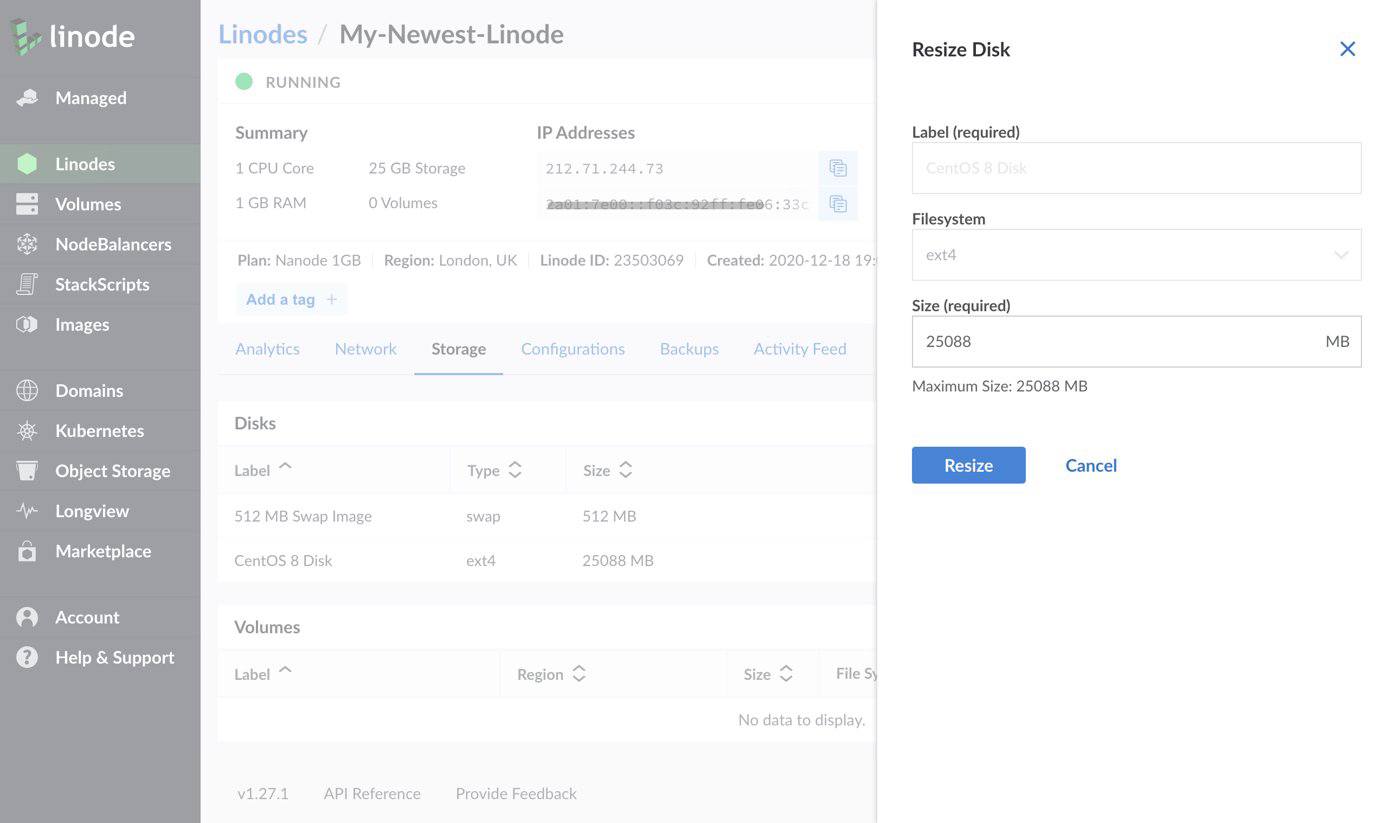 linode
Managed
Linodes
Volumes
NodeBalancers
StackScripts
Images
Domains
Kubernetes
Object Storage
Longview
Marketplace
Account
Help & Support
Linodes / My-Newest-Linode
RUNNING
Summary
IP Addresses
1 CPU Core
25 GB Storage
212.71.244.73
1 GB RAM
0 Volumes
2a01:7e00::f03c:92ff:fe06:33c
Plan: Nanode 1GB
Region: London, UK
Linode ID: 23503069
Created: 2020-12-18 19:
Add a tag +
Analytics
Network
Storage
Configurations
Backups
Activity Feed
Disks
Label
Type
Size
512 MB Swap Image
swap
512 MB
CentOS 8 Disk
ext4
25088 MB
Volumes
Label
Region
Size
File Sy
No data to display.
v1.27.1
API Reference
Provide Feedback
Resize Disk
Label (required)
CentOS 8 Disk
Filesystem
ext4
Size (required)
25088
MB
Maximum Size: 25088 MB
Resize
Cancel